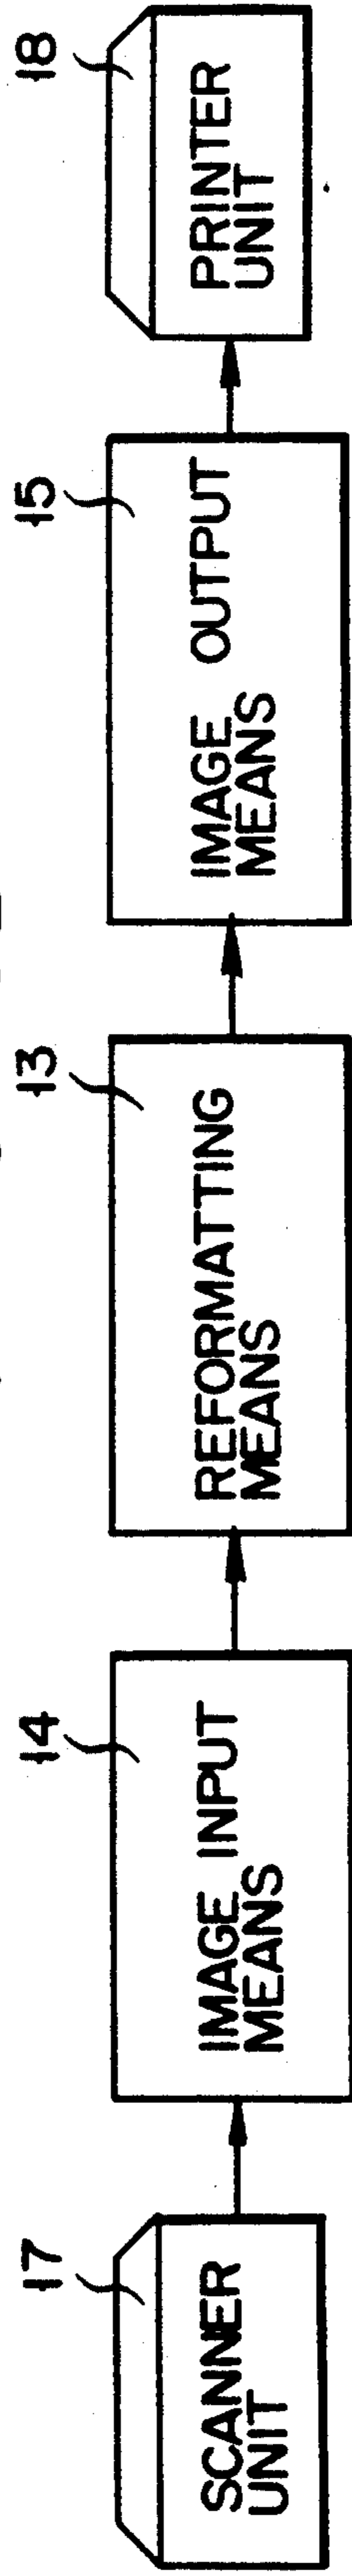 17
SCANNER
UNIT
14
IMAGE INPUT
MEANS
13
REFORMATTING
MEANS
15
IMAGE OUTPUT
MEANS
18
PRINTER
UNIT